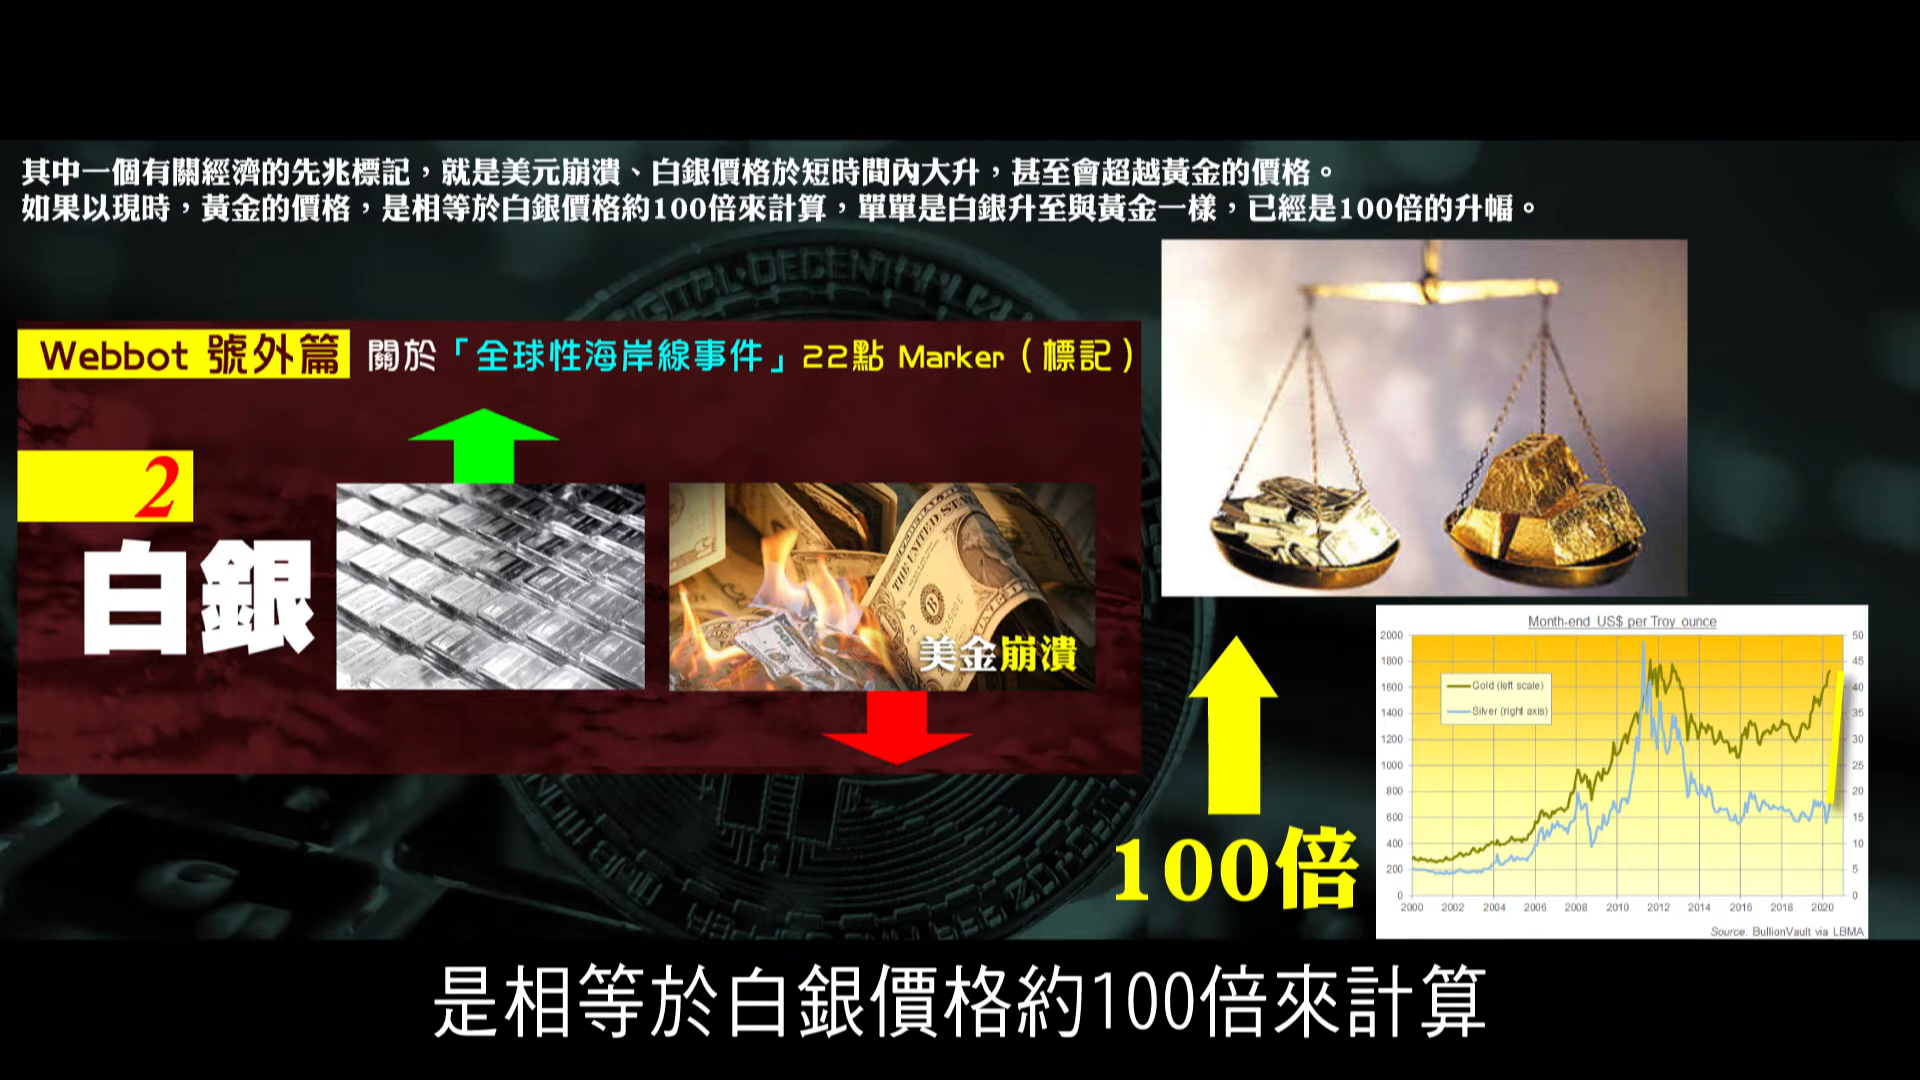 其中一個有關經濟的先兆標記，就是美元崩潰、白銀價格於短時間內大升，甚至會超越黃金的價格。
如果以現時，黃金的價格，是相等於白銀價格約100倍來計算，單單是白銀升至與黃金一樣，已經是100倍的升幅。
Webbot 號外篇 關於「全球性海岸線事件」22點 Marker（標記）
2
白銀
THE UNITED STATES
美金崩潰
100倍
Month-end US$ per Troy ounce
2000 50
1800 45
1600 40
1400 35
1200 30
1000 25
800 20
600 15
400 10
200 5
0 0
Gold (left scale)
Silver (right axis)
2000 2002 2004 2006 2008 2010 2012 2014 2016 2018 2020
Source: BullionVault via LBMA
是相等於白銀價格約100倍來計算